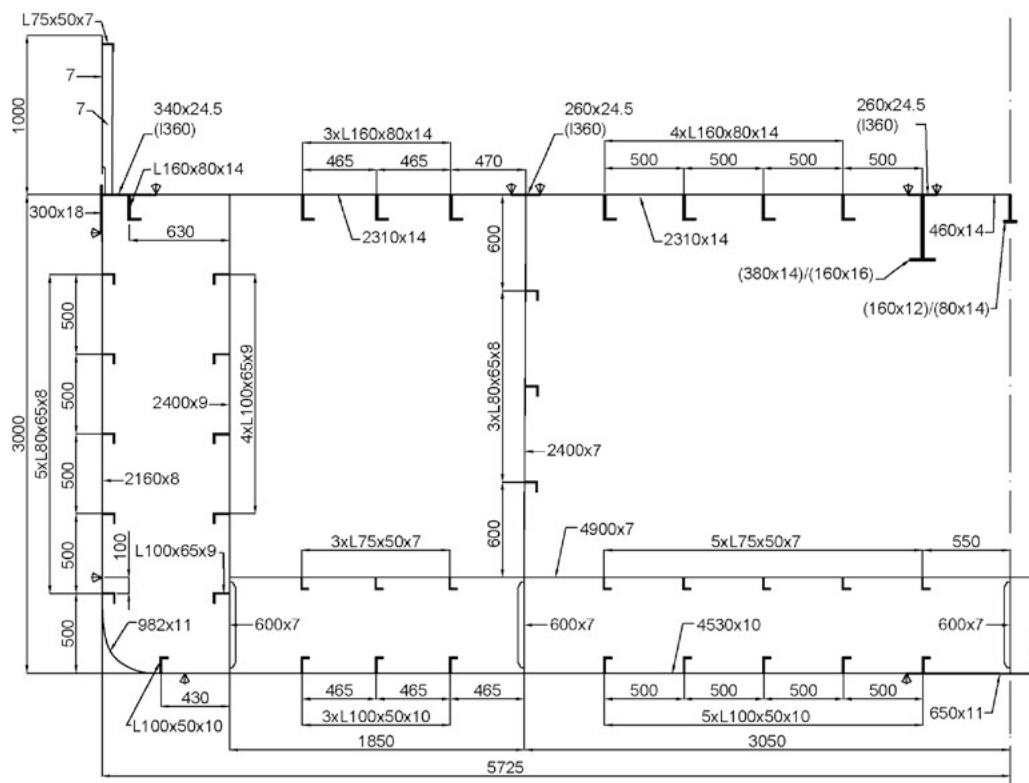 L75x50x7
7
7
1000
340x24.5
(I360)
L160x80x14
300x18
630
3xL160x80x14
465
465
470
2310x14
260x24.5
(I360)
4xL160x80x14
500
500
500
500
2310x14
260x24.5
(I360)
460x14
(380x14)/(160x16)
(160x12)/(80x14)
3000
5xL80x65x8
500
500
500
500
500
2400x9
4xL100x65x9
2160x8
600
3xL80x65x8
2400x7
600
100
L100x65x9
3xL75x50x7
4900x7
5xL75x50x7
550
982x11
600x7
600x7
4530x10
600x7
430
L100x50x10
465
465
465
3xL100x50x10
500
500
500
500
5xL100x50x10
650x11
1850
3050
5725